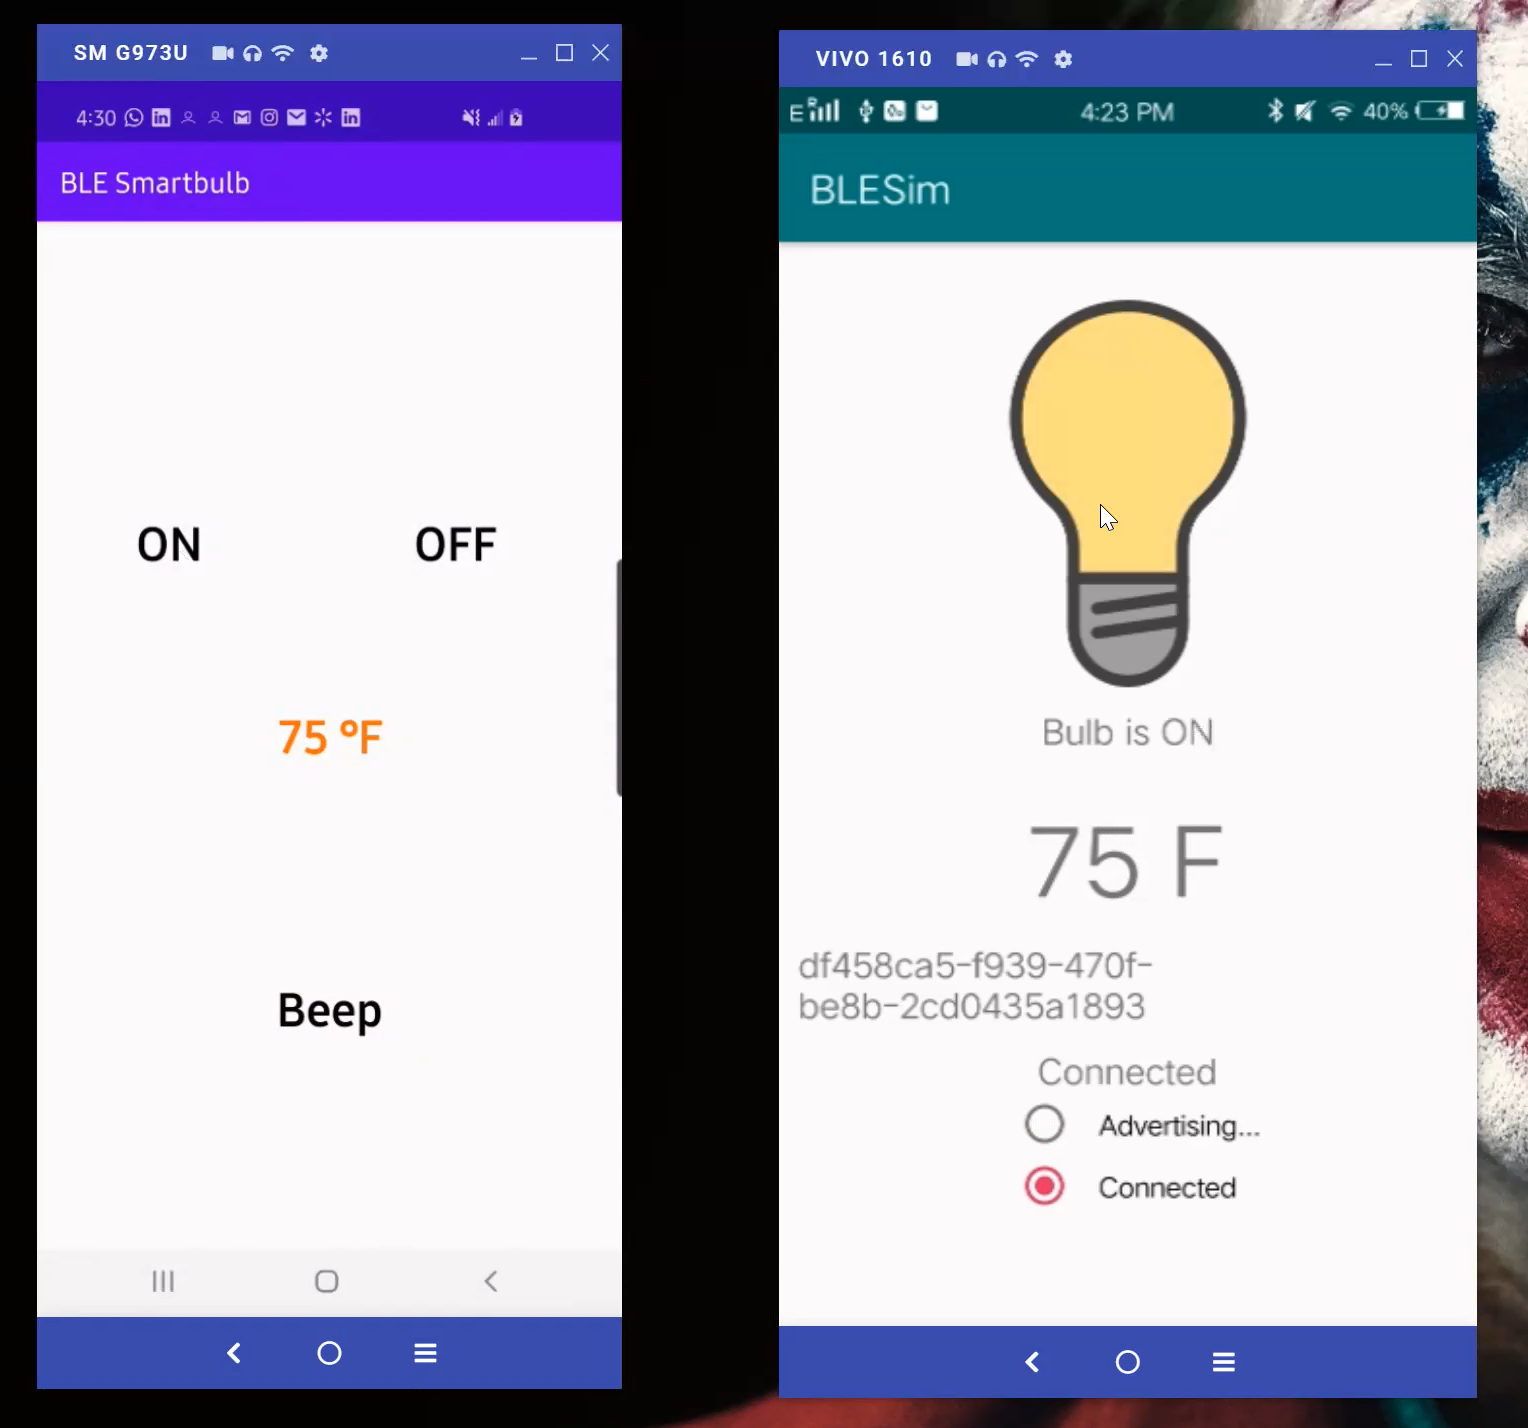 SM G973U
4:30
BLE Smartbulb
ON
OFF
75 °F
Beep
VIVO 1610
E
4:23 PM
40%
BLESim
Bulb is ON
75 F
df458ca5-f939-470f-
be8b-2cd0435a1893
Connected
Advertising...
Connected